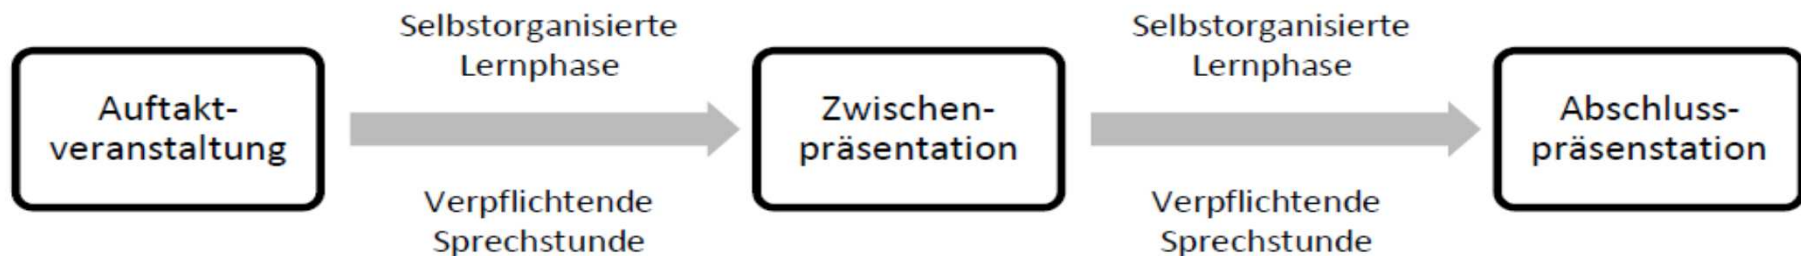 Auftakt-
veranstaltung
Selbstorganisierte
Lernphase
Verpflichtende
Sprechstunde
Zwischen-
präsentation
Selbstorganisierte
Lernphase
Verpflichtende
Sprechstunde
Abschluss-
präsenstation